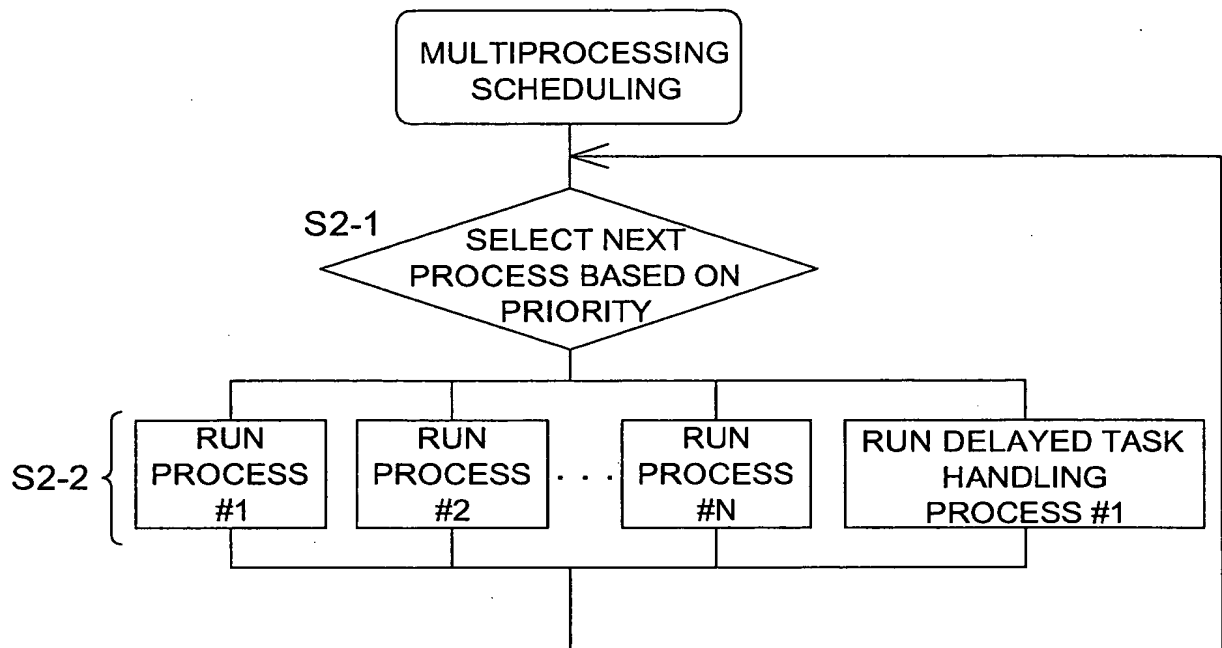 MULTIPROCESSING
SCHEDULING
S2-1
SELECT NEXT
PROCESS BASED ON
PRIORITY
S2-2
RUN
PROCESS
#1
RUN
PROCESS
#2
. . .
RUN
PROCESS
#N
RUN DELAYED TASK
HANDLING
PROCESS #1